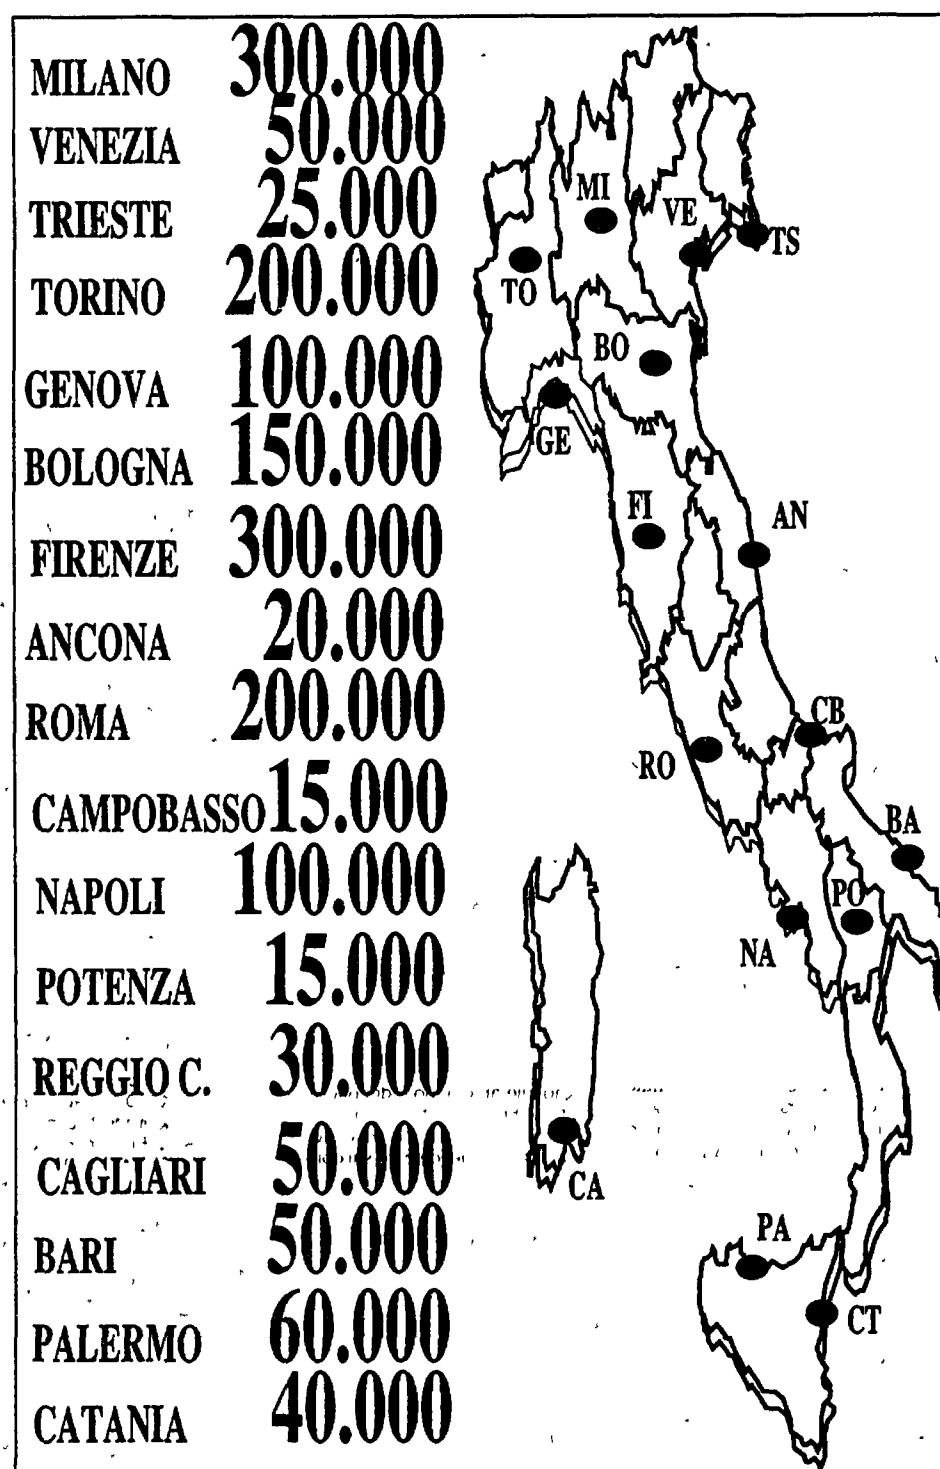 MILANO 300.000
VENEZIA 50.000
TRIESTE 25.000
TORINO 200.000
GENOVA 100.000
BOLOGNA 150.000
FIRENZE 300.000
ANCONA 20.000
ROMA 200.000
CAMPOBASSO 15.000
NAPOLI 100.000
POTENZA 15.000
REGGIO C. 30.000
CAGLIARI 50.000
BARI 50.000
PALERMO 60.000
CATANIA 40.000
MI
VE
TS
TO
BO
GE
FI
AN
CB
RO
BA
PO
NA
CA
PA
CT